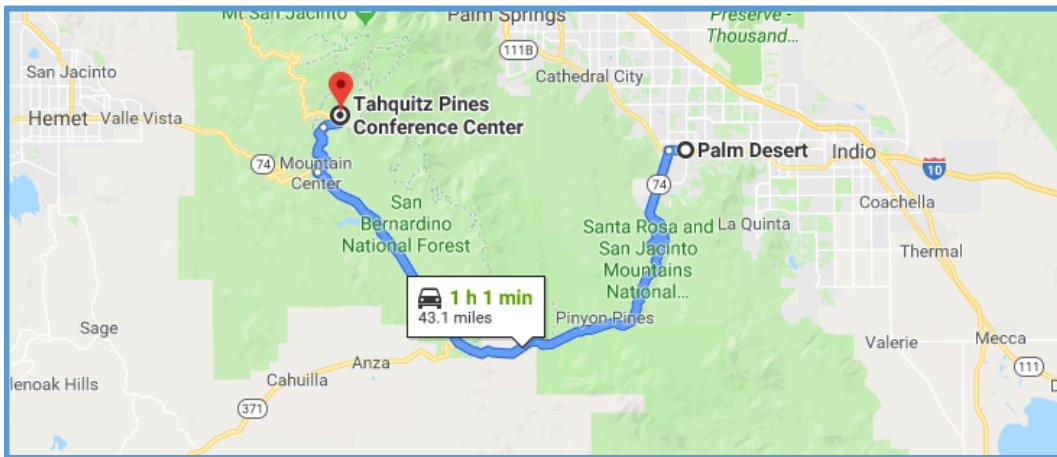 Mt San Jacinto
Palm Springs
Preserve -
Thousand...
111B
San Jacinto
Cathedral City
Tahquitz Pines
Conference Center
Hemet
Valle Vista
Palm Desert
Indio
74
Mountain
Center
74
10
Coachella
San
Bernardino
National Forest
Santa Rosa and
San Jacinto
Mountains
National...
La Quinta
Thermal
1 h 1 min
43.1 miles
Pinyon Pines
Sage
Valerie
Mecca
Anza
111
Cahuilla
lenoak Hills
371
D